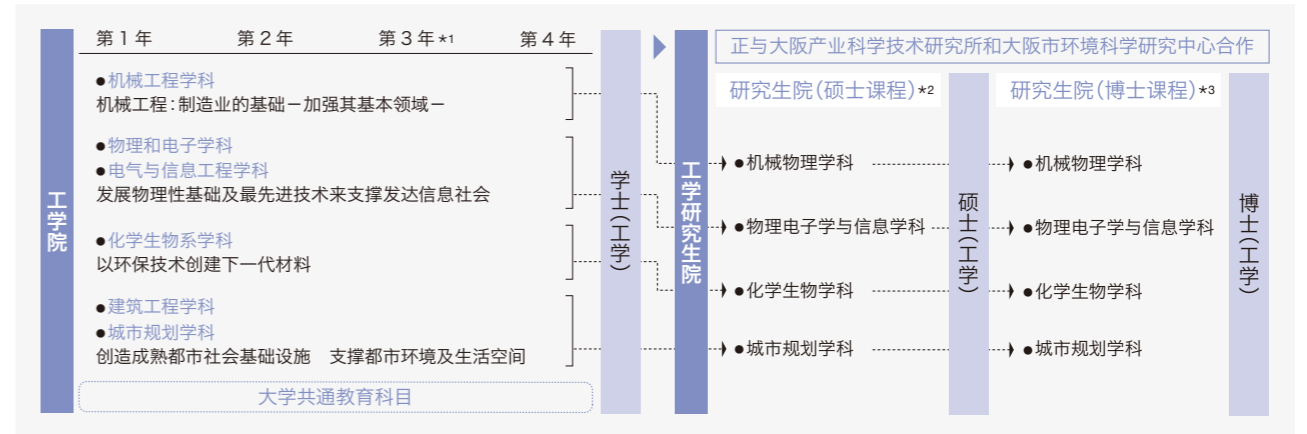 工学院
第1年 第2年 第3年*1 第4年
●机械工程学科
机械工程：制造业的基础－加强其基本领域－
●物理和电子学科
●电气与信息工程学科
发展物理性基础及最先进技术来支撑发达信息社会
●化学生物系学科
以环保技术创建下一代材料
●建筑工程学科
●城市规划学科
创造成熟都市社会基础设施　支撑都市环境及生活空间
大学共通教育科目
学士（工学）
工学研究生院
正与大阪产业科学技术研究所和大阪市环境科学研究中心合作
研究生院（硕士课程）*2
●机械物理学科
●物理电子学与信息学科
●化学生物学科
●城市规划学科
硕士（工学）
研究生院（博士课程）*3
●机械物理学科
●物理电子学与信息学科
●化学生物学科
●城市规划学科
博士（工学）